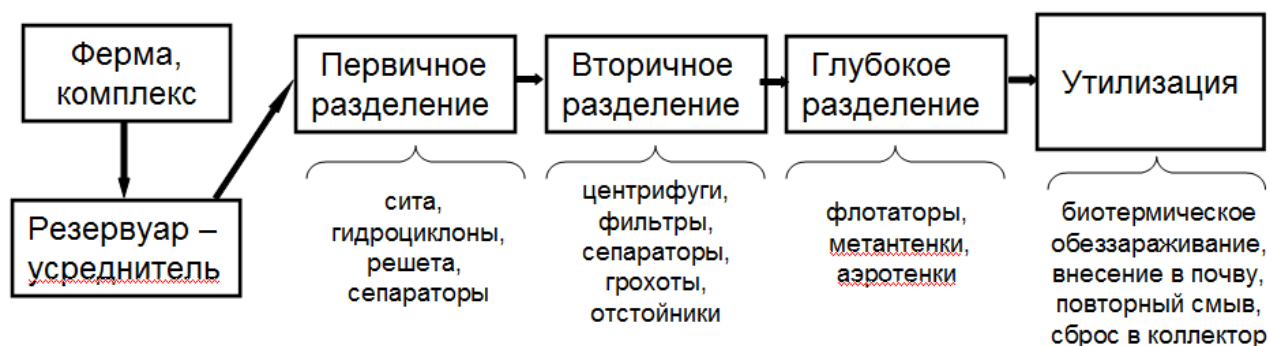 Ферма,
комплекс
Резервуар –
усреднитель
Первичное
разделение
сита,
гидроциклоны,
решета,
сепараторы
Вторичное
разделение
центрифуги,
фильтры,
сепараторы,
грохоты,
отстойники
Глубокое
разделение
флотаторы,
метантенки,
аэротенки
Утилизация
биотермическое
обеззараживание,
внесение в почву,
повторный смыв,
сброс в коллектор